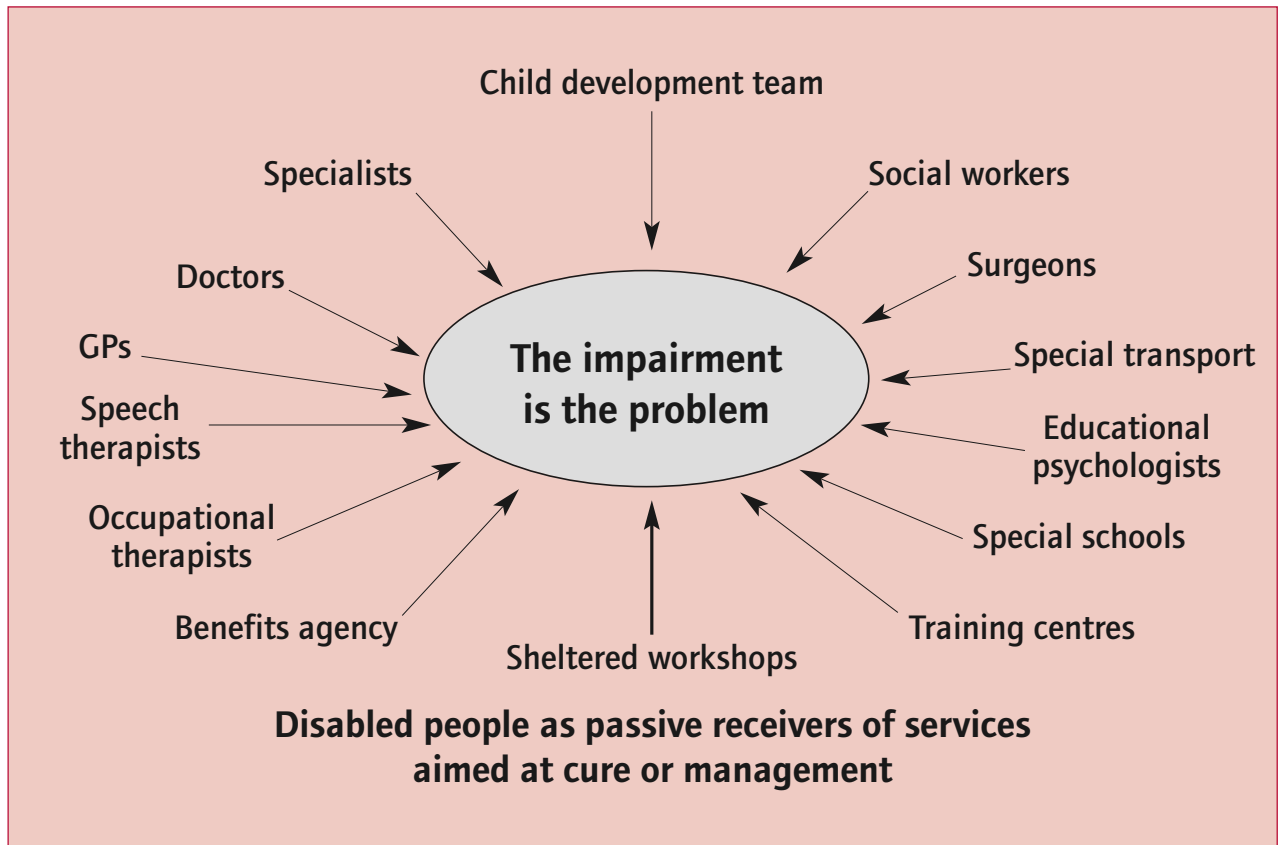 Child development team
Specialists
Social workers
Doctors
Surgeons
GPs
Special transport
Speech
therapists
The impairment
is the problem
Educational
psychologists
Occupational
therapists
Special schools
Benefits agency
Training centres
Sheltered workshops
Disabled people as passive receivers of services
aimed at cure or management